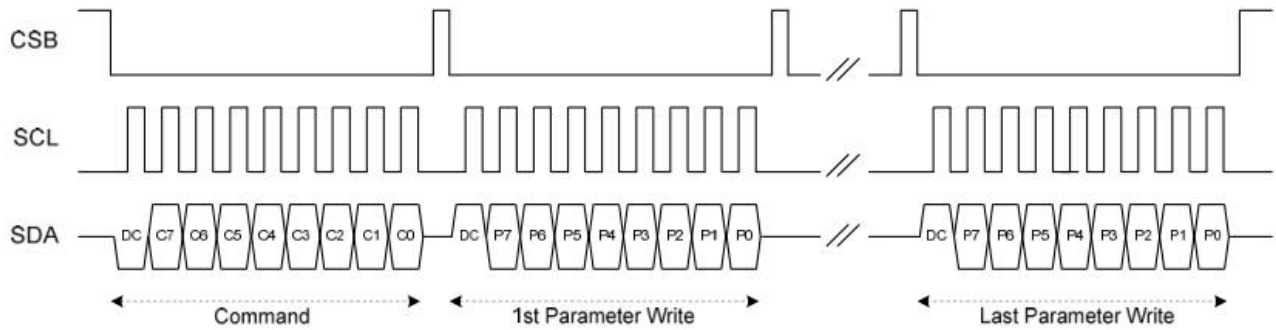 CSB
SCL
SDA DC C7 C6 C5 C4 C3 C2 C1 C0 DC P7 P6 P5 P4 P3 P2 P1 P0 DC P7 P6 P5 P4 P3 P2 P1 P0
Command 1st Parameter Write Last Parameter Write